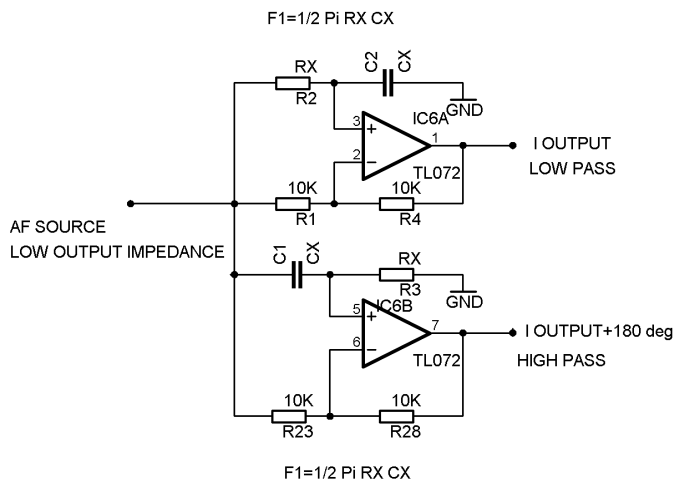 F1=1/2 Pi RX CX
C2
CX
RX
R2
GND
IC6A
3
+
1
2
−
TL072
I OUTPUT
LOW PASS
10K
R1
10K
R4
AF SOURCE
LOW OUTPUT IMPEDANCE
C1
CX
RX
R3
GND
IC6B
5
+
7
6
−
TL072
I OUTPUT+180 deg
HIGH PASS
10K
R23
10K
R28
F1=1/2 Pi RX CX